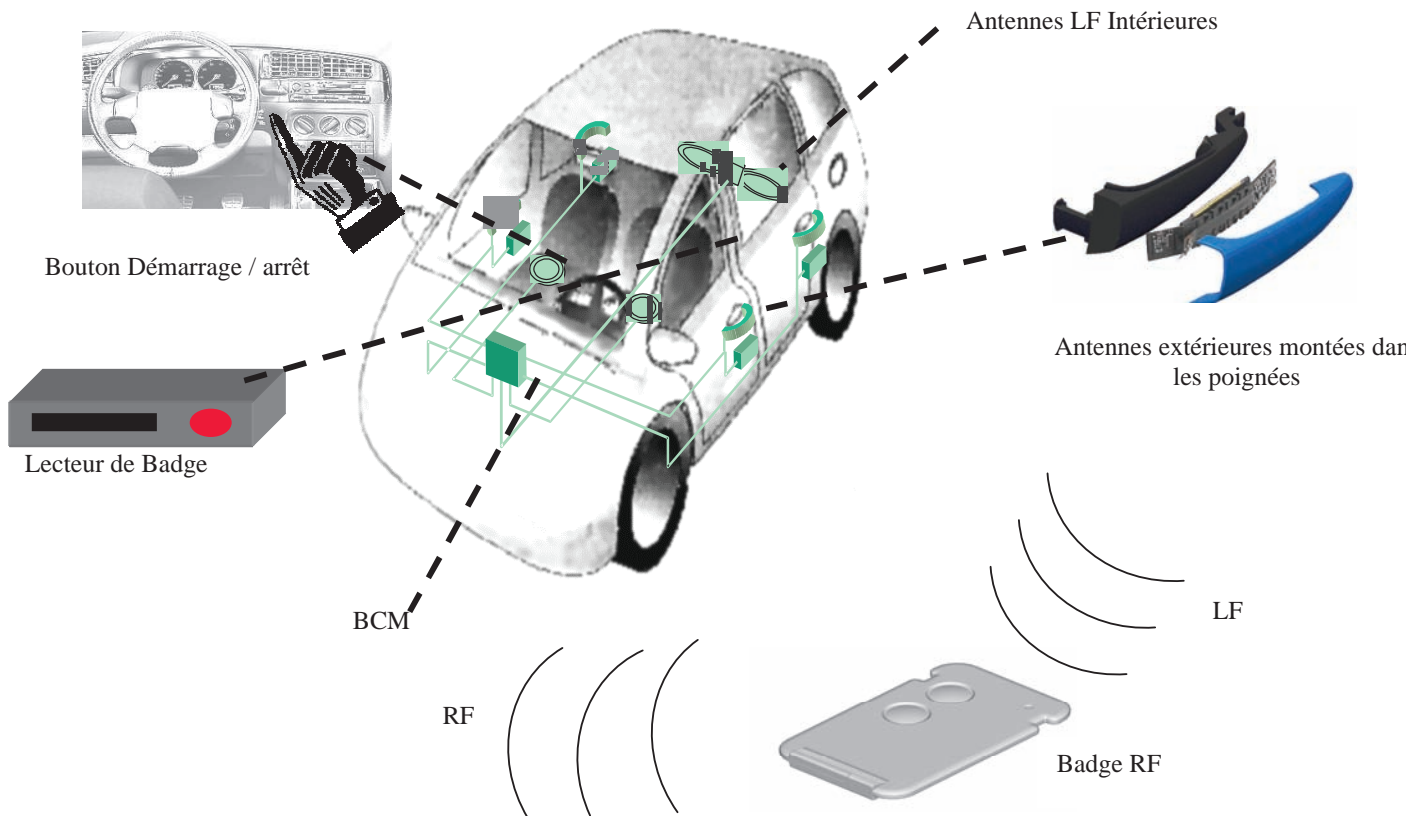 Antennes LF Intérieures
Bouton Démarrage / arrêt
Antennes extérieures montées dan
les poignées
Lecteur de Badge
BCM
LF
RF
Badge RF